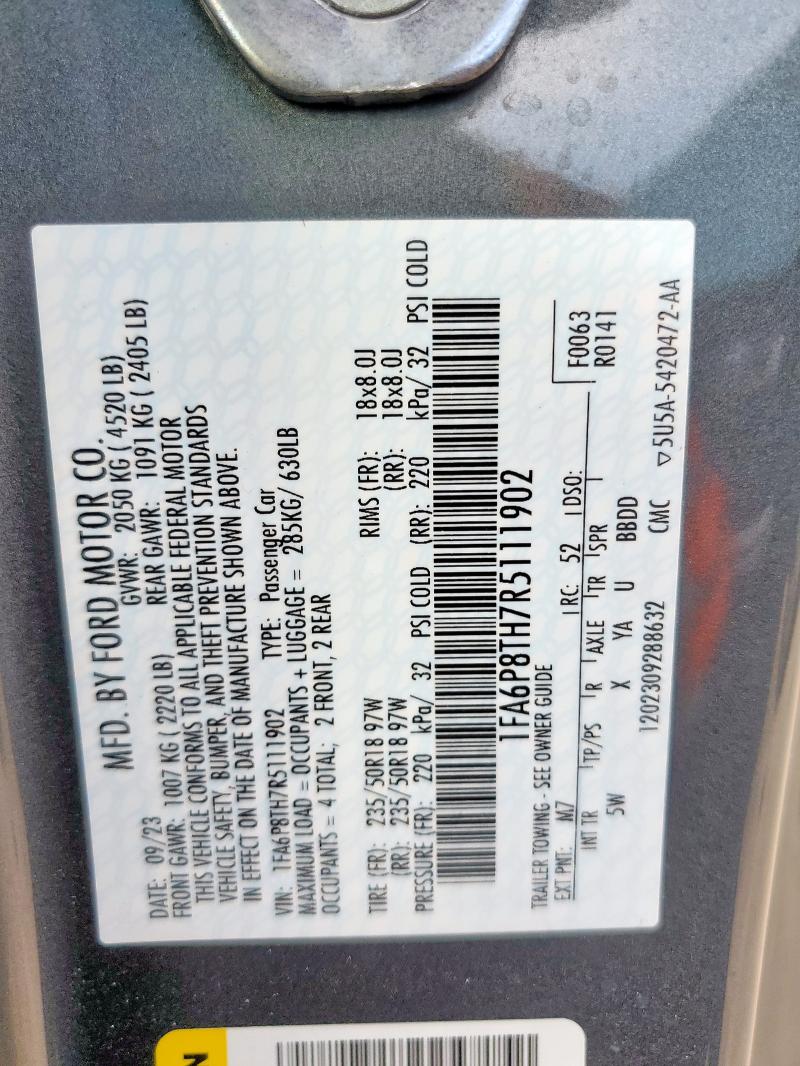 MFD. BY FORD MOTOR CO.
DATE: 09/23 GVWR: 2050 KG ( 4520 LB)
FRONT GAWR: 1007 KG ( 2220 LB) REAR GAWR: 1091 KG ( 2405 LB)
THIS VEHICLE CONFORMS TO ALL APPLICABLE FEDERAL MOTOR
VEHICLE SAFETY, BUMPER, AND THEFT PREVENTION STANDARDS
IN EFFECT ON THE DATE OF MANUFACTURE SHOWN ABOVE.
VIN: 1FA6P8TH7R5111902 TYPE: Passenger Car
MAXIMUM LOAD = OCCUPANTS + LUGGAGE = 285KG/ 630LB
OCCUPANTS = 4 TOTAL; 2 FRONT, 2 REAR
TIRE (FR): 235/50R18 97W RIMS (FR): 18x8.0J
(RR): 235/50R18 97W (RR): 18x8.0J
PRESSURE (FR): 220 kPa/ 32 PSI COLD (RR): 220 kPa/ 32 PSI COLD
1FA6P8TH7R5111902
TRAILER TOWING - SEE OWNER GUIDE
EXT PNT: M7 RC: 52 DSO: F0063
R0141
INT TR TP/PS R AXLE TR SPR
5W X YA U BBDD
1202309288632 CMC ▽5U5A-5420472-AA
N